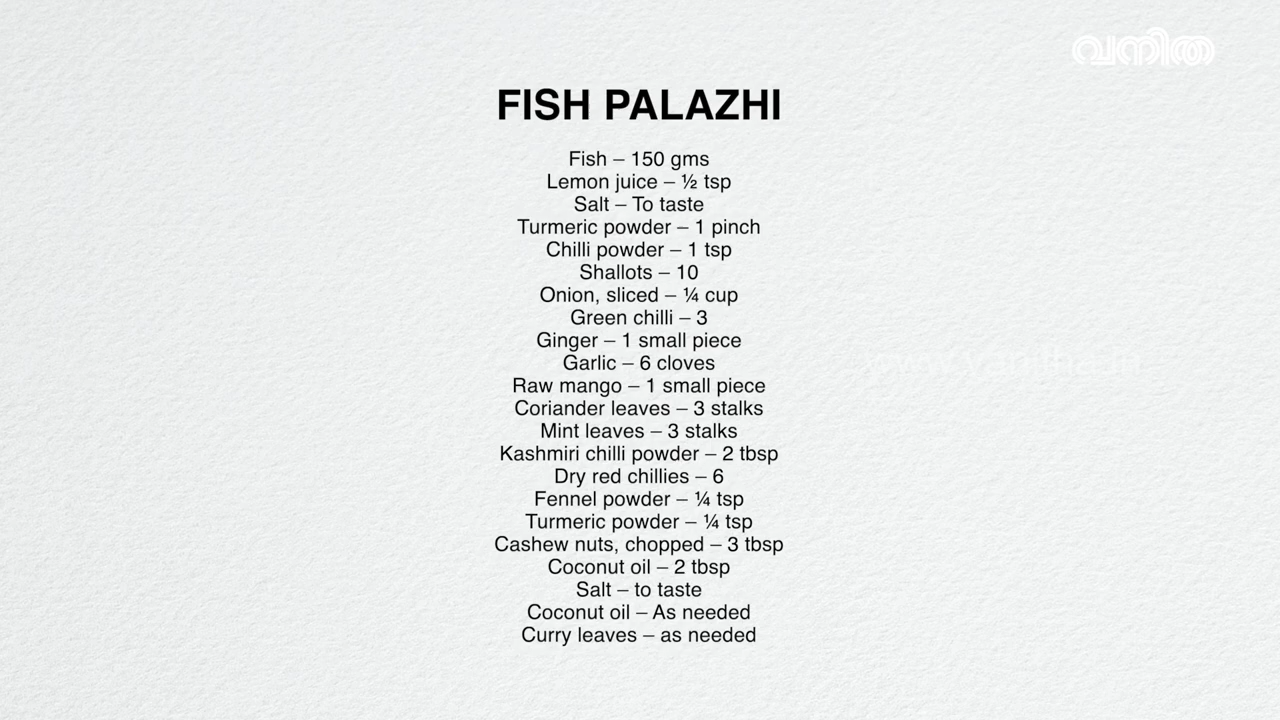 വനിത
FISH PALAZHI
Fish – 150 gms
Lemon juice – ½ tsp
Salt – To taste
Turmeric powder – 1 pinch
Chilli powder – 1 tsp
Shallots – 10
Onion, sliced – ¼ cup
Green chilli – 3
Ginger – 1 small piece
Garlic – 6 cloves
Raw mango – 1 small piece
Coriander leaves – 3 stalks
Mint leaves – 3 stalks
Kashmiri chilli powder – 2 tbsp
Dry red chillies – 6
Fennel powder – ¼ tsp
Turmeric powder – ¼ tsp
Cashew nuts, chopped – 3 tbsp
Coconut oil – 2 tbsp
Salt – to taste
Coconut oil – As needed
Curry leaves – as needed